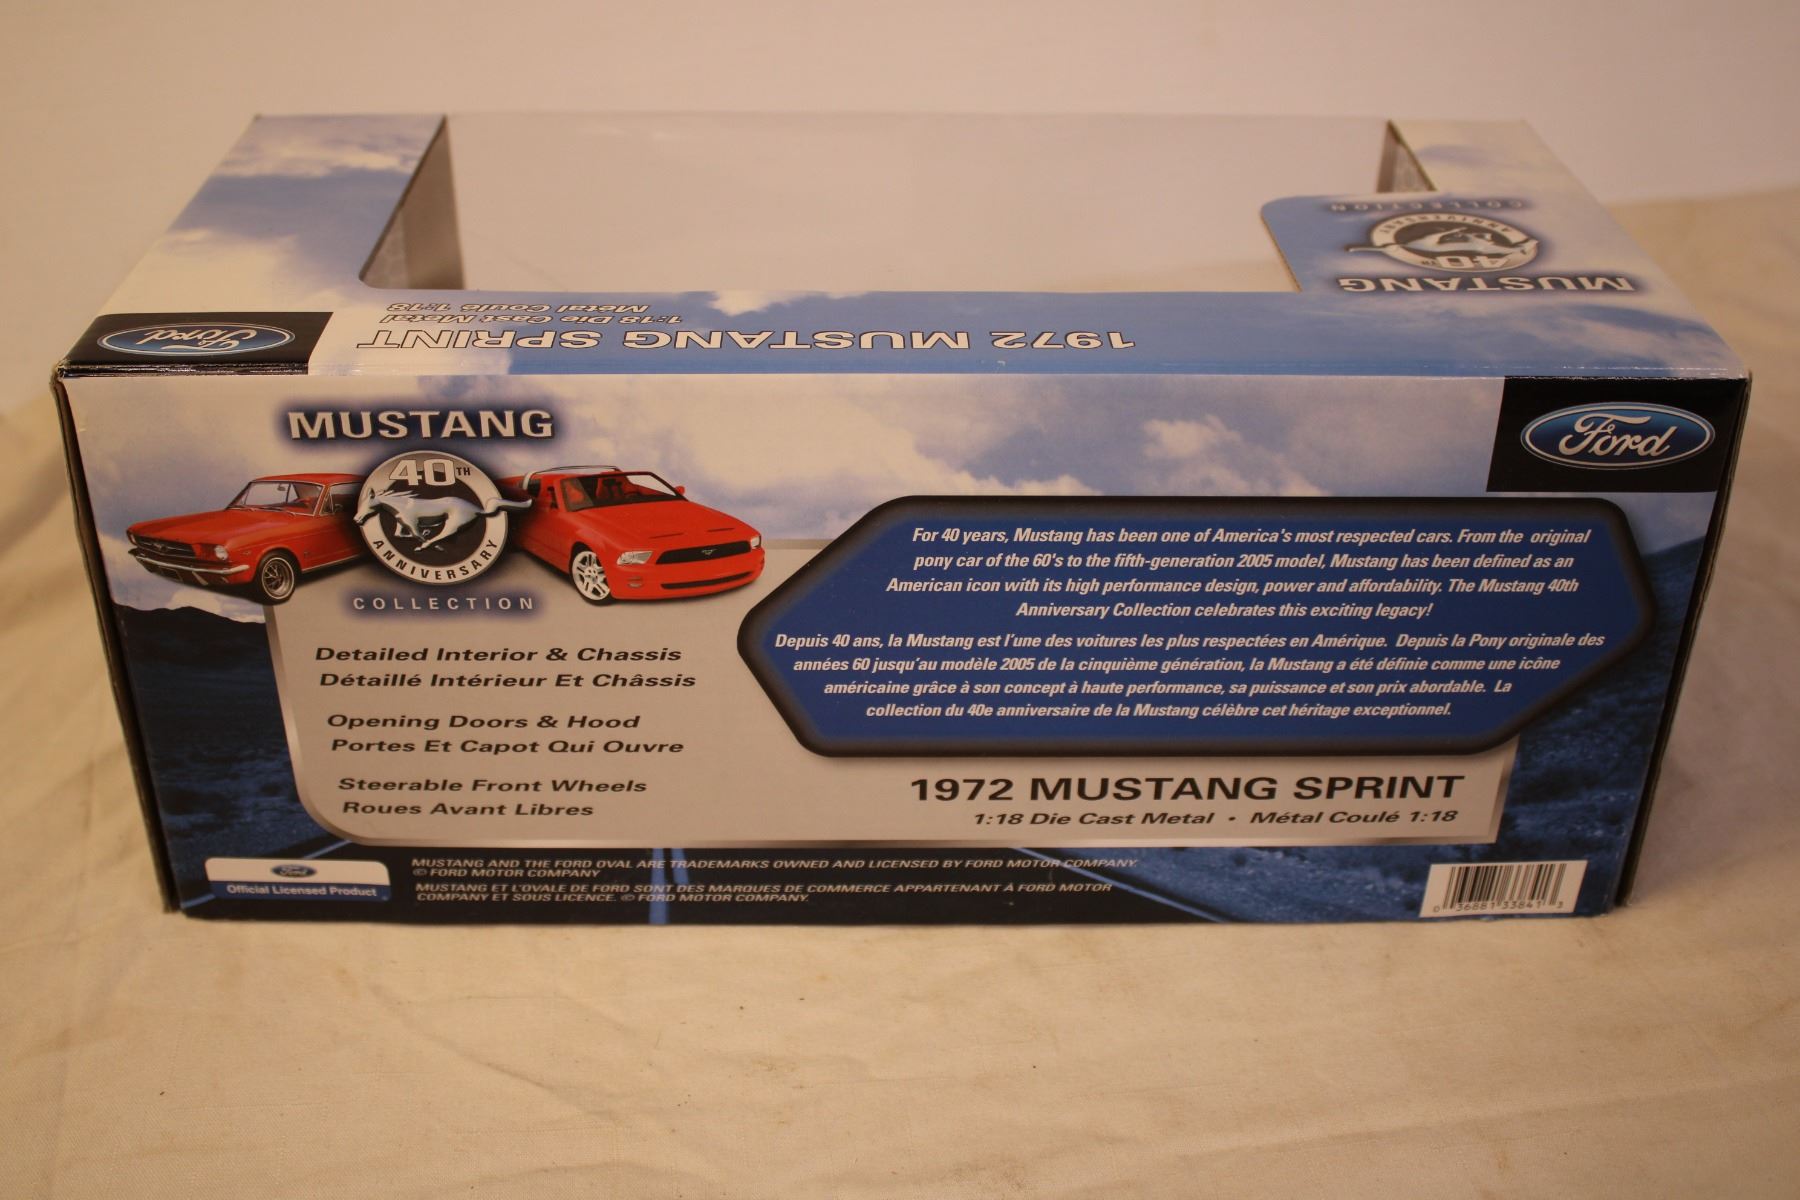 COLLECTION
40TH
ANNIVERSARY
MUSTANG
Métal Coulé 1:18
1:18 Die Cast Metal
1972 MUSTANG SPRINT
Ford
MUSTANG
40TH
ANNIVERSARY
COLLECTION
Ford
For 40 years, Mustang has been one of America's most respected cars. From the original
pony car of the 60's to the fifth-generation 2005 model, Mustang has been defined as an
American icon with its high performance design, power and affordability. The Mustang 40th
Anniversary Collection celebrates this exciting legacy!
Depuis 40 ans, la Mustang est l'une des voitures les plus respectées en Amérique. Depuis la Pony originale des
années 60 jusqu'au modèle 2005 de la cinquième génération, la Mustang a été définie comme une icône
américaine grâce à son concept à haute performance, sa puissance et son prix abordable. La
collection du 40e anniversaire de la Mustang célèbre cet héritage exceptionnel.
Detailed Interior & Chassis
Détaillé Intérieur Et Châssis
Opening Doors & Hood
Portes Et Capot Qui Ouvre
Steerable Front Wheels
Roues Avant Libres
1972 MUSTANG SPRINT
1:18 Die Cast Metal • Métal Coulé 1:18
Ford
Official Licensed Product
MUSTANG AND THE FORD OVAL ARE TRADEMARKS OWNED AND LICENSED BY FORD MOTOR COMPANY.
© FORD MOTOR COMPANY
MUSTANG ET L'OVALE DE FORD SONT DES MARQUES DE COMMERCE APPARTENANT À FORD MOTOR
COMPANY ET SOUS LICENCE. © FORD MOTOR COMPANY.
0 36881 33841 3